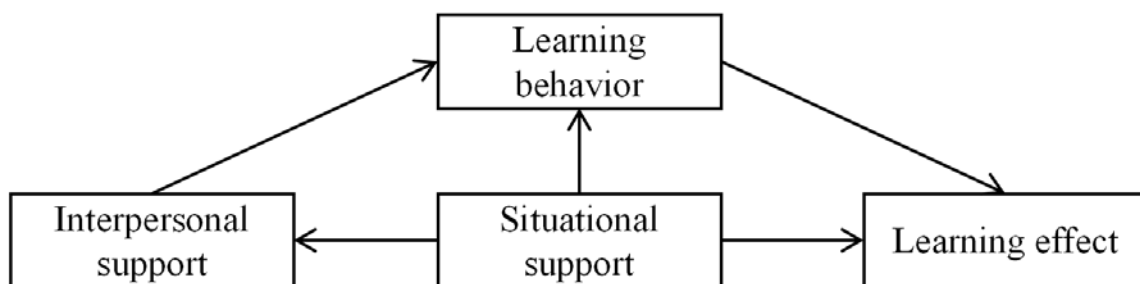 Learning
behavior
Interpersonal
support
Situational
support
Learning effect